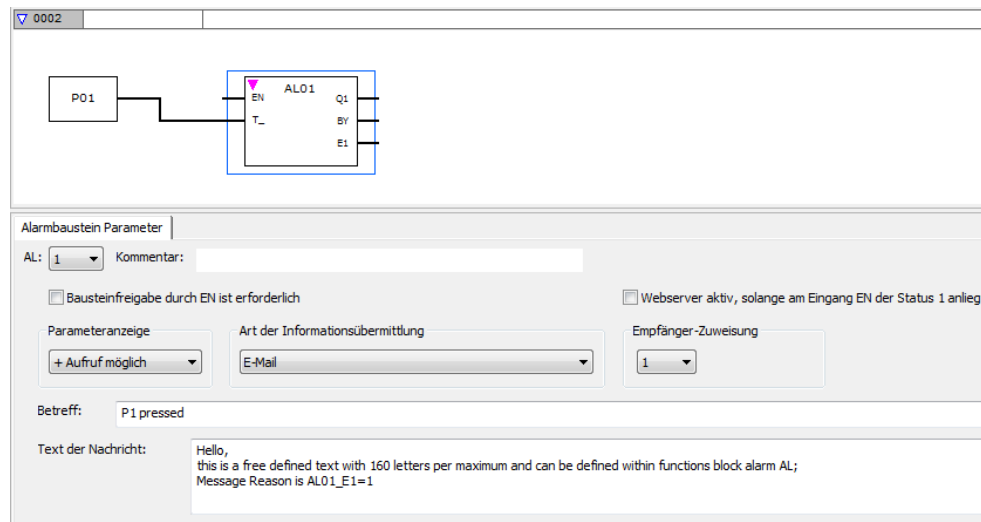 0002
P01
AL01
EN
Q1
T_
BY
E1
Alarmbaustein Parameter
AL: 1 Kommentar:
Bausteinfreigabe durch EN ist erforderlich
Webserver aktiv, solange am Eingang EN der Status 1 anlieg
Parameteranzeige
Art der Informationsübermittlung
Empfänger-Zuweisung
+ Aufruf möglich
E-Mail
1
Betreff: P1 pressed
Text der Nachricht: Hello,
this is a free defined text with 160 letters per maximum and can be defined within functions block alarm AL;
Message Reason is AL01_E1=1